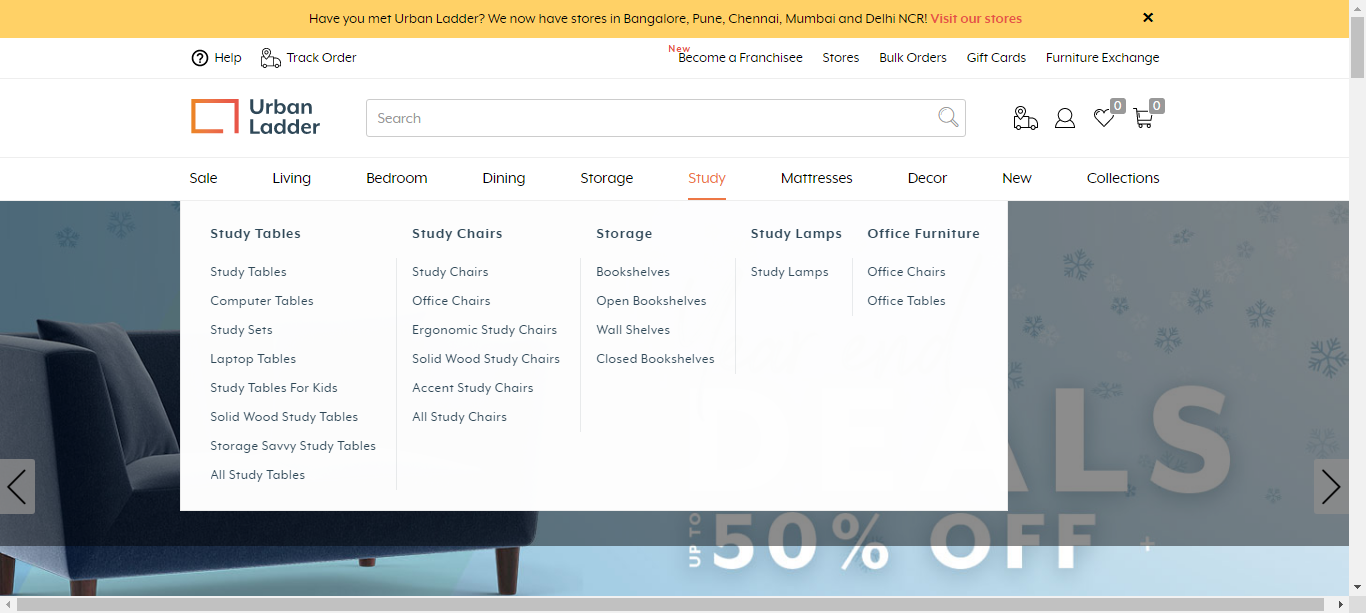 Have you met Urban Ladder? We now have stores in Bangalore, Pune, Chennai, Mumbai and Delhi NCR! Visit our stores
Help Track Order
New
Become a Franchisee Stores Bulk Orders Gift Cards Furniture Exchange
Urban
Ladder
Search
0 0
Sale Living Bedroom Dining Storage Study Mattresses Decor New Collections
Study Tables
Study Tables
Computer Tables
Study Sets
Laptop Tables
Study Tables For Kids
Solid Wood Study Tables
Storage Savvy Study Tables
All Study Tables
Study Chairs
Study Chairs
Office Chairs
Ergonomic Study Chairs
Solid Wood Study Chairs
Accent Study Chairs
All Study Chairs
Storage
Bookshelves
Open Bookshelves
Wall Shelves
Closed Bookshelves
Study Lamps
Study Lamps
Office Furniture
Office Chairs
Office Tables
DEALS
UP TO
50% OFF